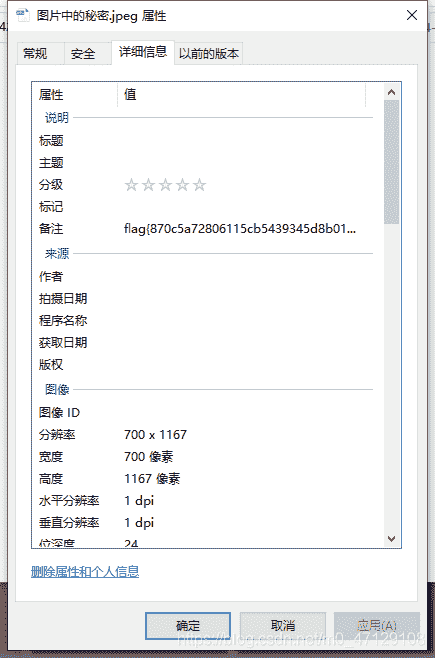 图片中的秘密.jpeg 属性
常规 安全 详细信息 以前的版本
属性 值
说明
标题
主题
分级 ☆☆☆☆☆
标记
备注 flag{870c5a72806115cb5439345d8b01...
来源
作者
拍摄日期
程序名称
获取日期
版权
图像
图像 ID
分辨率 700 x 1167
宽度 700 像素
高度 1167 像素
水平分辨率 1 dpi
垂直分辨率 1 dpi
位深度 24
删除属性和个人信息
确定 取消 应用(A)
https://blog.csdn.net/m0_47129108